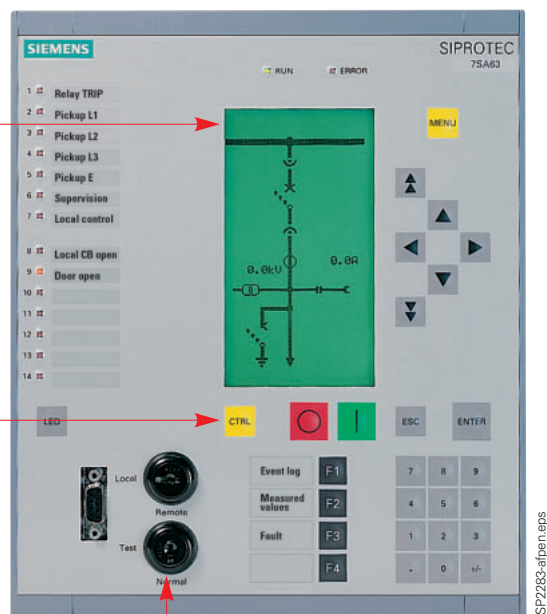 SIEMENS
SIPROTEC
7SA63
RUN
ERROR
1 Relay TRIP
2 Pickup L1
3 Pickup L2
4 Pickup L3
5 Pickup E
6 Supervision
7 Local control
8 Local CB open
9 Door open
10
11
12
13
14
MENU
0.0kV
0.0A
LED
CTRL
ESC
ENTER
Local
Remote
Test
Normal
Event log F1
Measured
values F2
Fault F3
F4
7 8 9
4 5 6
1 2 3
. 0 +/-
SP2283-afpen.eps